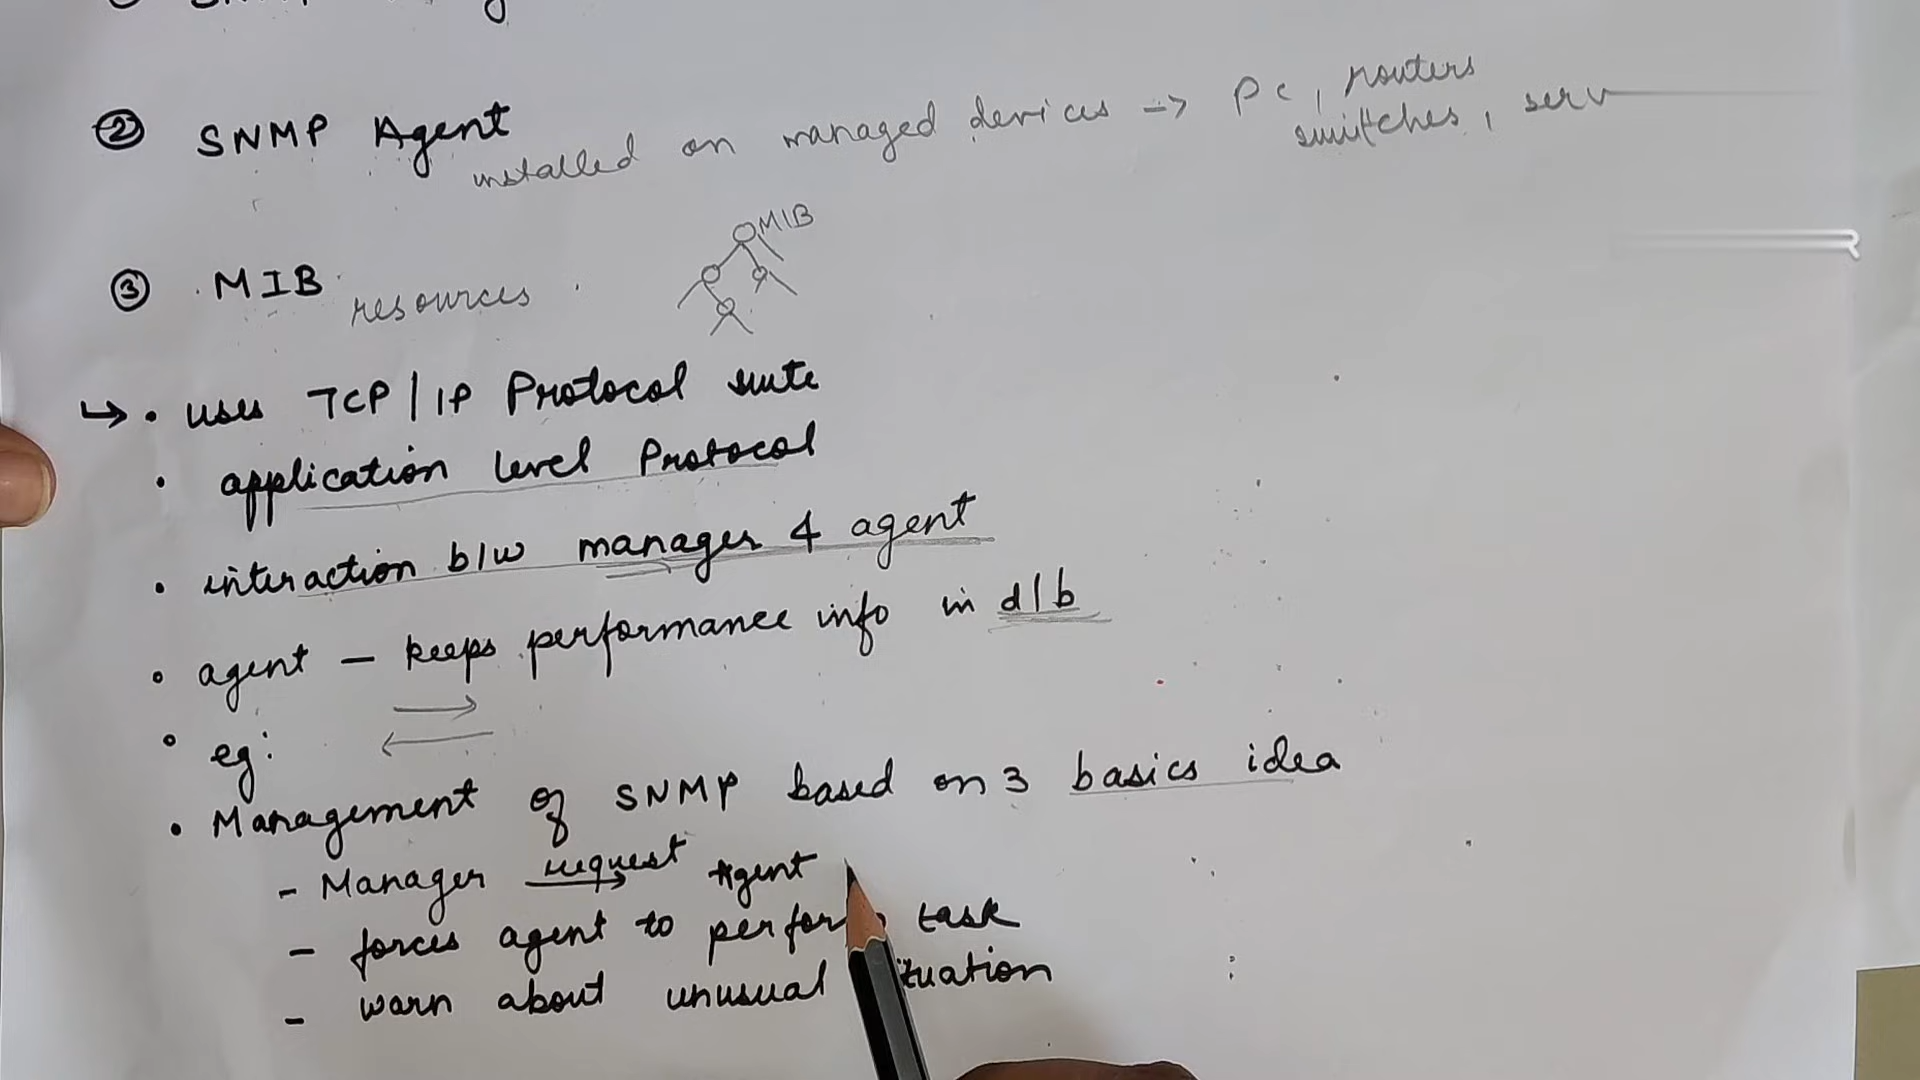 ② SNMP Agent installed on managed devices -> PC, routers
switches, serv
MIB
③ MIB resources
↳ • uses TCP/IP Protocol suite
• application level Protocol
• interaction b/w manager & agent
• agent - keeps performance info in d/b
• eg:
• Management of SNMP based on 3 basics idea
- Manager request Agent
- forces agent to perfor task
- warn about unusual ituation